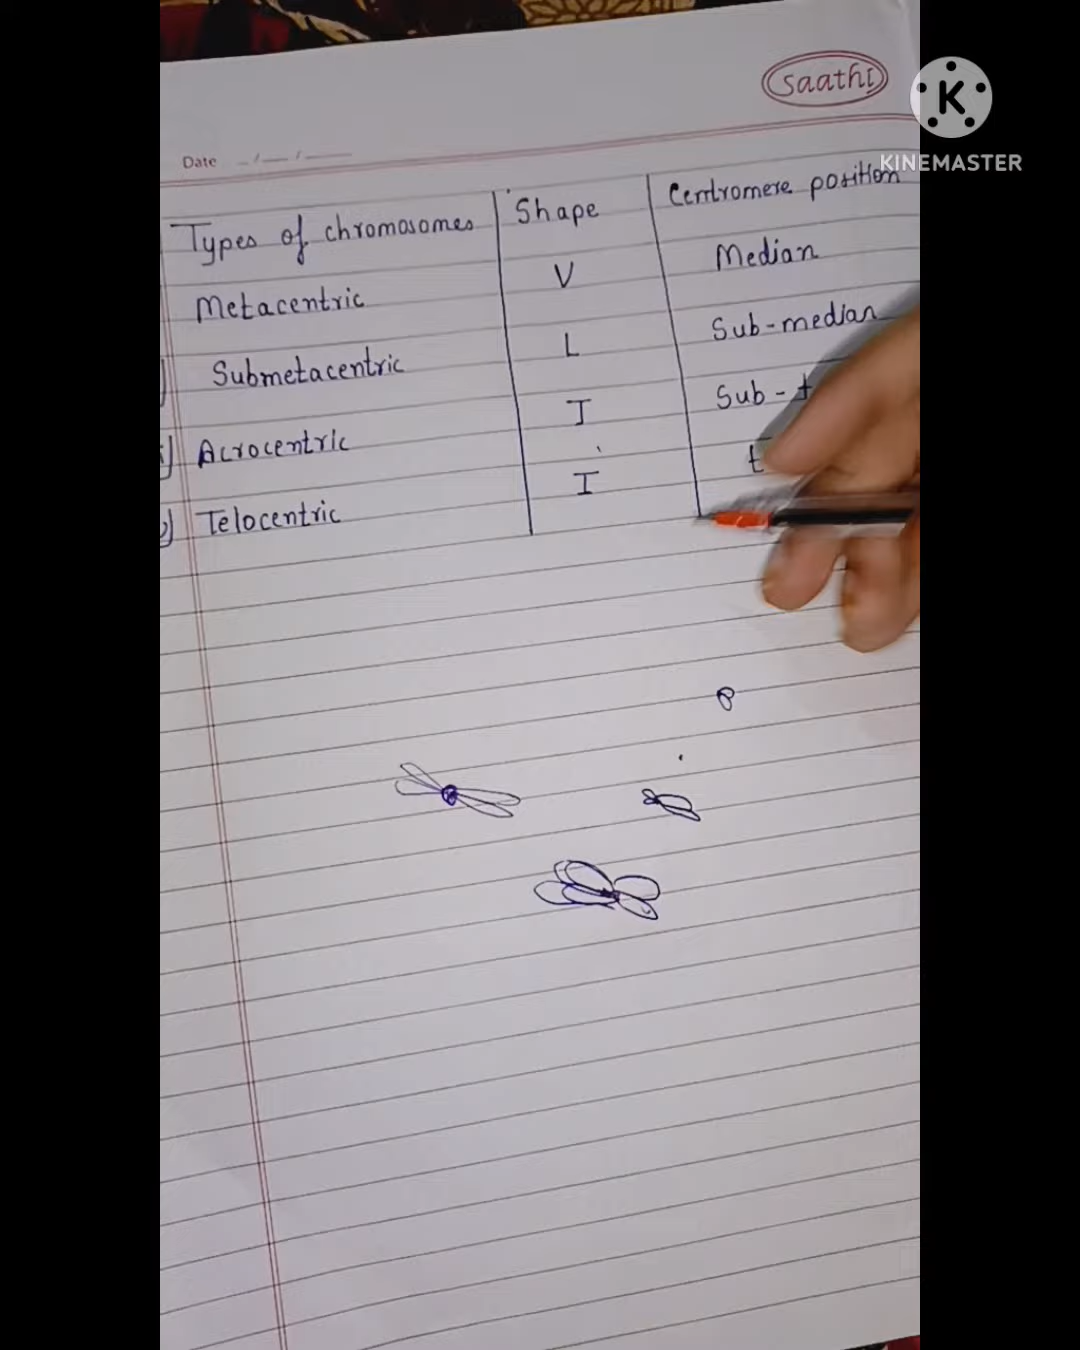 saathi
K
KINEMASTER
Date
Types of chromosomes Shape Centromere position
Metacentric V Median
Submetacentric L Sub-median
Acrocentric J Sub - t
Telocentric I t